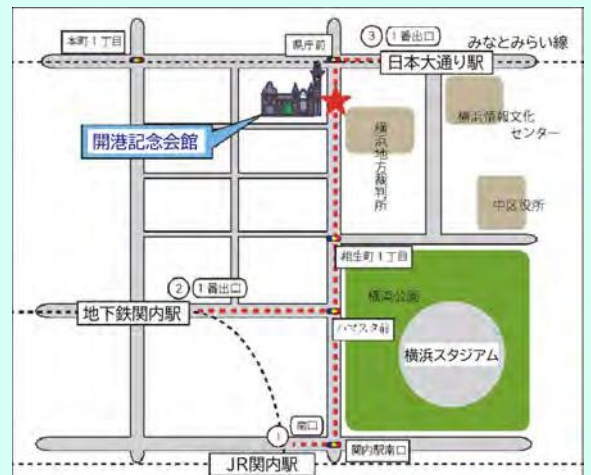 本町1丁目
県庁前
③ 1番出口
みなとみらい線
日本大通り駅
開港記念会館
横浜地方裁判所
横浜情報文化
センター
中区役所
相生町1丁目
② 1番出口
地下鉄関内駅
ハマスタ前
横浜公園
横浜スタジアム
① 南口
関内駅南口
JR関内駅